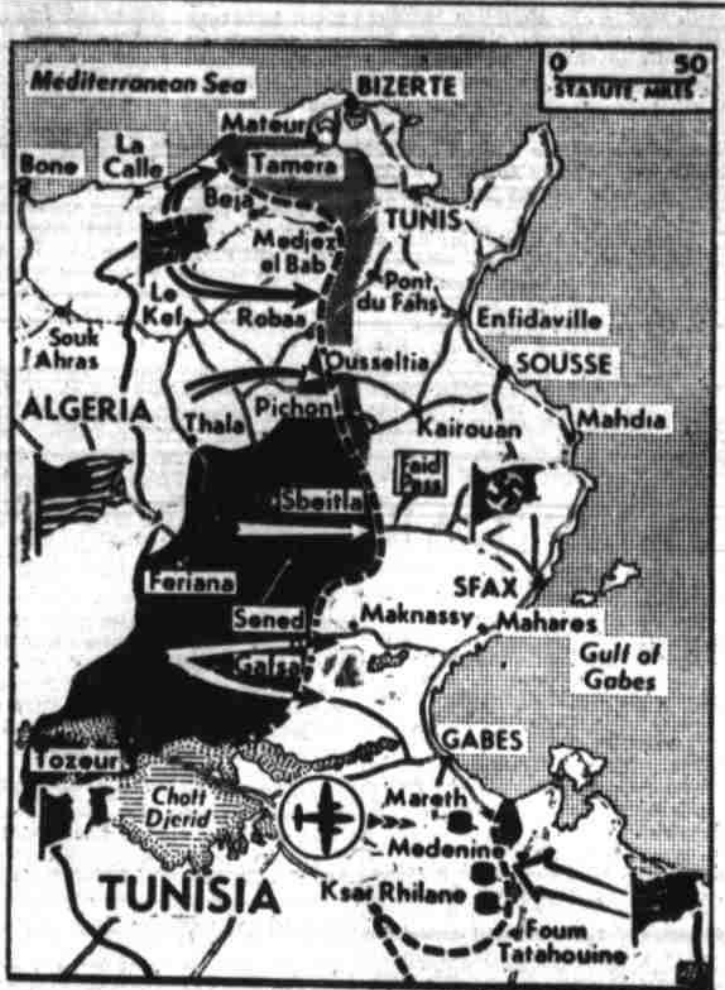 0 50
STATUTE MILES
Mediterranean Sea
BIZERTE
Mateur
La
Calle
Bone
Tamera
Beja
TUNIS
Medjez
el Bab
Pont
du Fahs
Le
Kef
Robaa
Enfidaville
Souk
Ahras
Ousseltia
SOUSSE
ALGERIA
Pichon
Thala
Kairouan
Mahdia
Faid
Pass
Sbeitla
Feriana
SFAX
Sened
Maknassy
Mahares
Gafsa
Gulf of
Gabes
GABES
Tozeur
Chott
Djerid
Mareth
Medenine
TUNISIA
Ksar Rhilane
Foum
Tatahouine